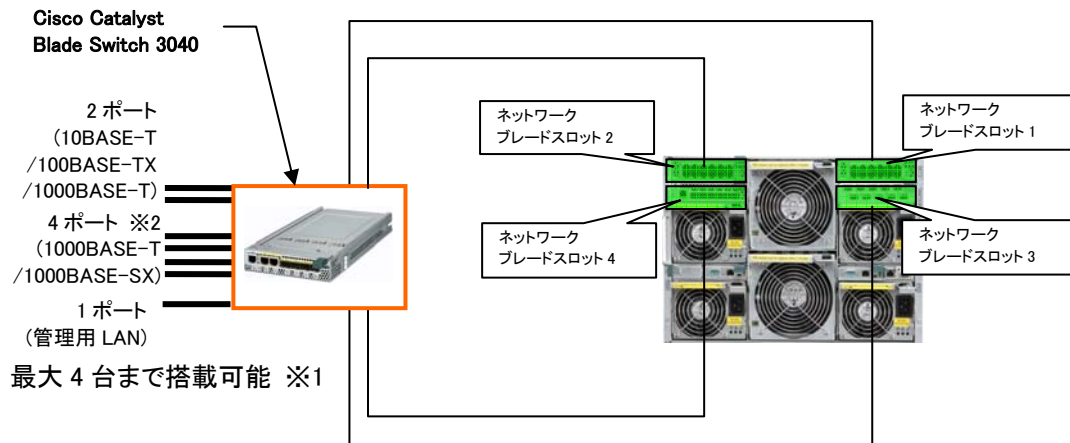 Cisco Catalyst
Blade Switch 3040
2 ポート
(10BASE-T
/100BASE-TX
/1000BASE-T)
4 ポート ※2
(1000BASE-T
/1000BASE-SX)
1 ポート
(管理用 LAN)
最大 4 台まで搭載可能 ※1
ネットワーク
ブレードスロット 2
ネットワーク
ブレードスロット 1
ネットワーク
ブレードスロット 4
ネットワーク
ブレードスロット 3